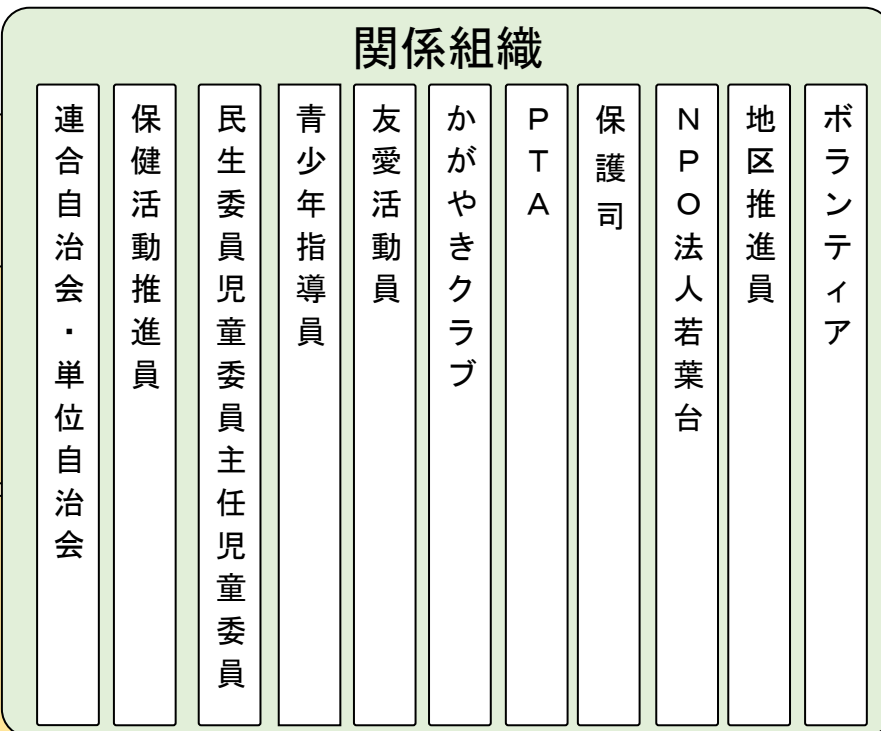 関係組織
連合自治会・単位自治会
保健活動推進員
民生委員児童委員主任児童委員
青少年指導員
友愛活動員
かがやきクラブ
ＰＴＡ
保護司
ＮＰＯ法人若葉台
地区推進員
ボランティア